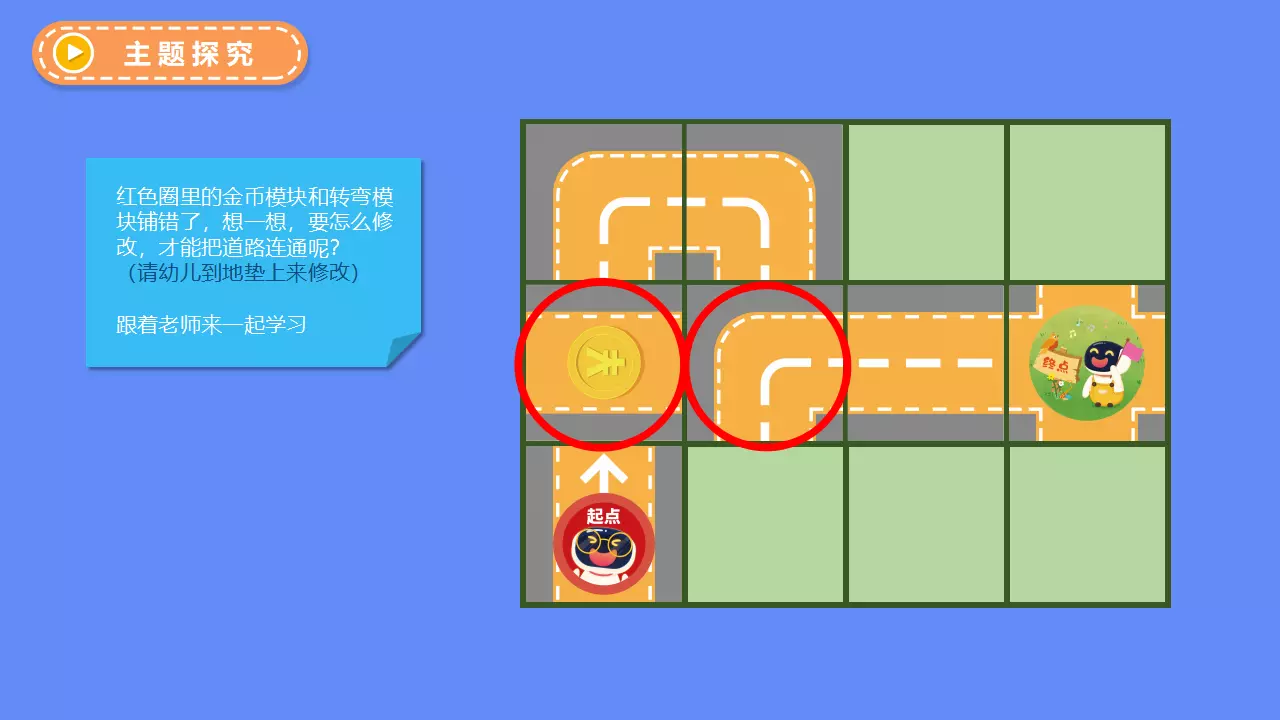 主题探究
红色圈里的金币模块和转弯模
块铺错了，想一想，要怎么修
改，才能把道路连通呢？
（请幼儿到地垫上来修改）
跟着老师来一起学习
终点
起点